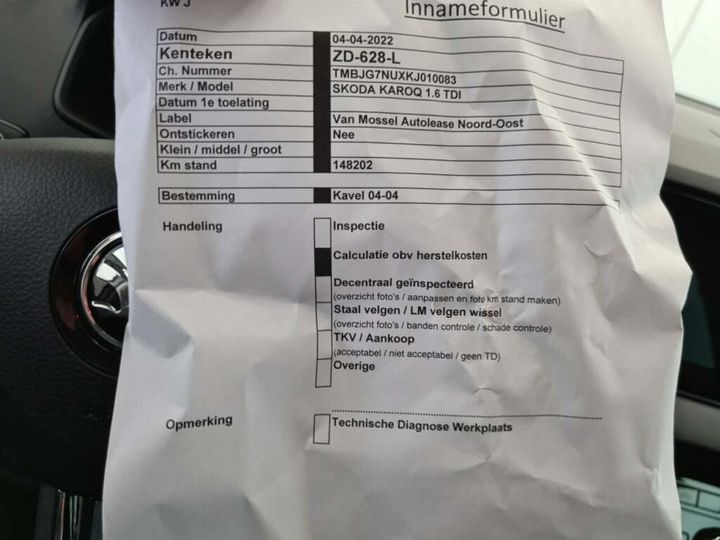 KW J
Innameformulier
Datum 04-04-2022
Kenteken ZD-628-L
Ch. Nummer TMBJG7NUXKJ010083
Merk / Model SKODA KAROQ 1.6 TDI
Datum 1e toelating
Label Van Mossel Autolease Noord-Oost
Ontstickeren Nee
Klein / middel / groot
Km stand 148202
Bestemming Kavel 04-04
Handeling Inspectie
Calculatie obv herstelkosten
Decentraal geïnspecteerd
(overzicht foto's / aanpassen en foto km stand maken)
Staal velgen / LM velgen wissel
(overzicht foto's / banden controle / schade controle)
TKV / Aankoop
(acceptabel / niet acceptabel / geen TD)
Overige
Opmerking Technische Diagnose Werkplaats